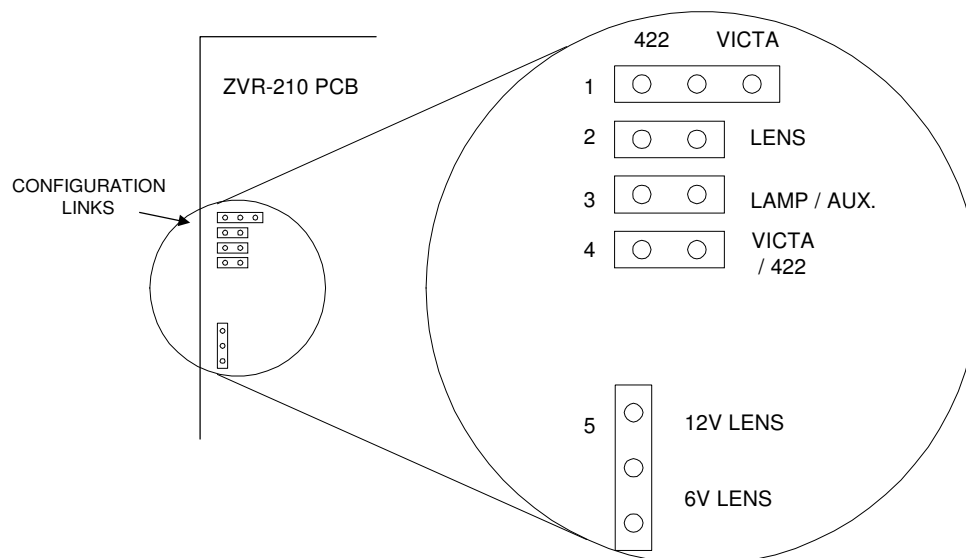 ZVR-210 PCB
CONFIGURATION
LINKS
422 VICTA
1
2 LENS
3 LAMP / AUX.
4 VICTA
/ 422
5 12V LENS
6V LENS